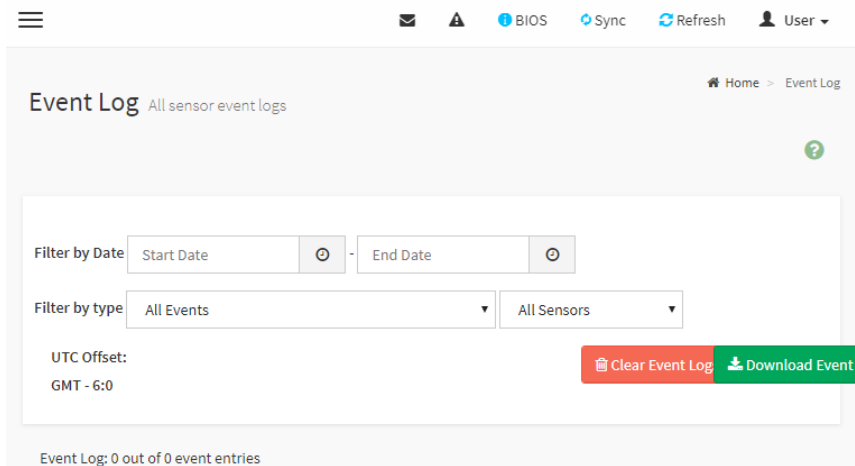 BIOS Sync Refresh User
Home > Event Log
Event Log All sensor event logs
Filter by Date Start Date - End Date
Filter by type All Events All Sensors
UTC Offset:
GMT - 6:0
Clear Event Log Download Event
Event Log: 0 out of 0 event entries